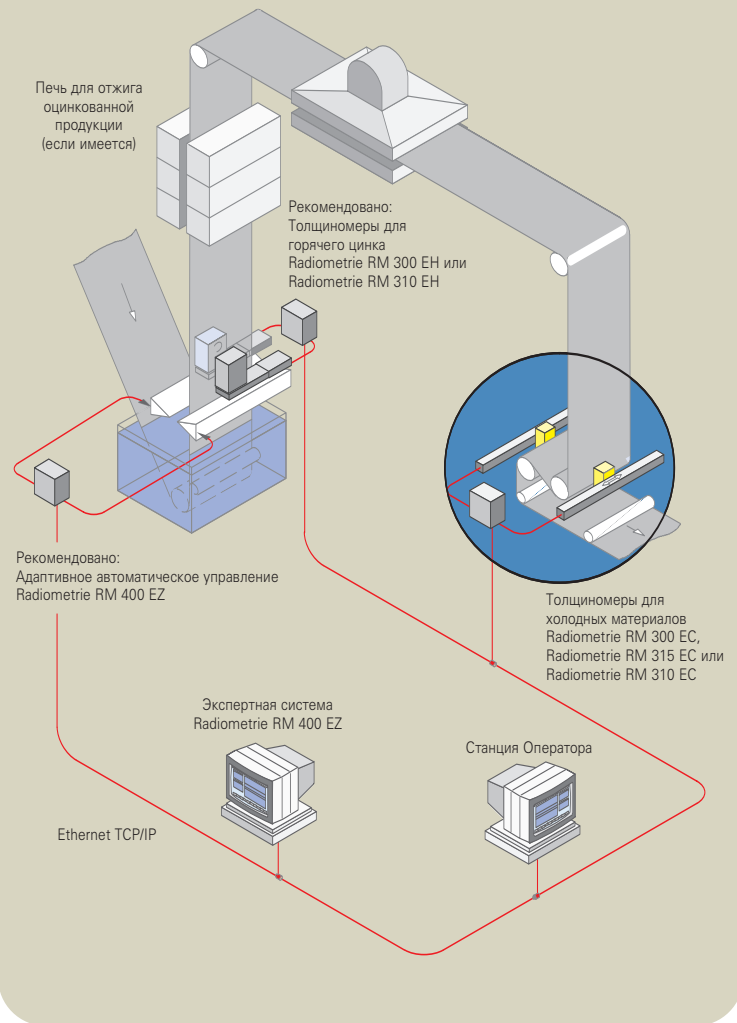 Печь для отжига
оцинкованной
продукции
(если имеется)
Рекомендовано:
Толщиномеры для
горячего цинка
Radiometrie RM 300 EH или
Radiometrie RM 310 EH
Рекомендовано:
Адаптивное автоматическое управление
Radiometrie RM 400 EZ
Толщиномеры для
холодных материалов
Radiometrie RM 300 EC,
Radiometrie RM 315 EC или
Radiometrie RM 310 EC
Экспертная система
Radiometrie RM 400 EZ
Станция Оператора
Ethernet TCP/IP